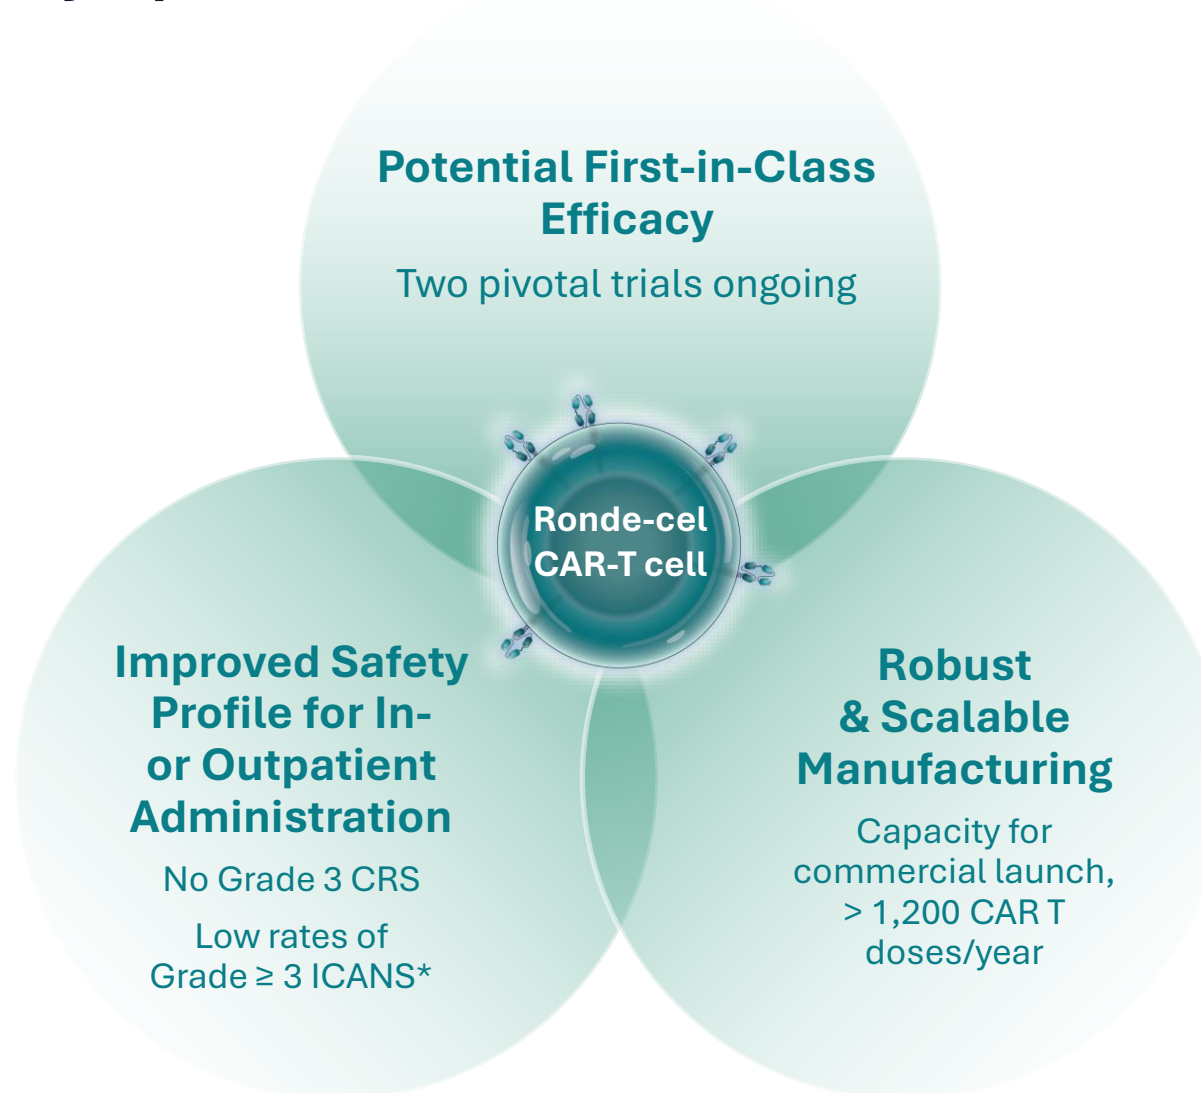 Potential First-in-Class
Efficacy
Two pivotal trials ongoing
Ronde-cel
CAR-T cell
Improved Safety
Profile for In-
or Outpatient
Administration
No Grade 3 CRS
Low rates of
Grade ≥ 3 ICANS*
Robust
& Scalable
Manufacturing
Capacity for
commercial launch,
> 1,200 CAR T
doses/year